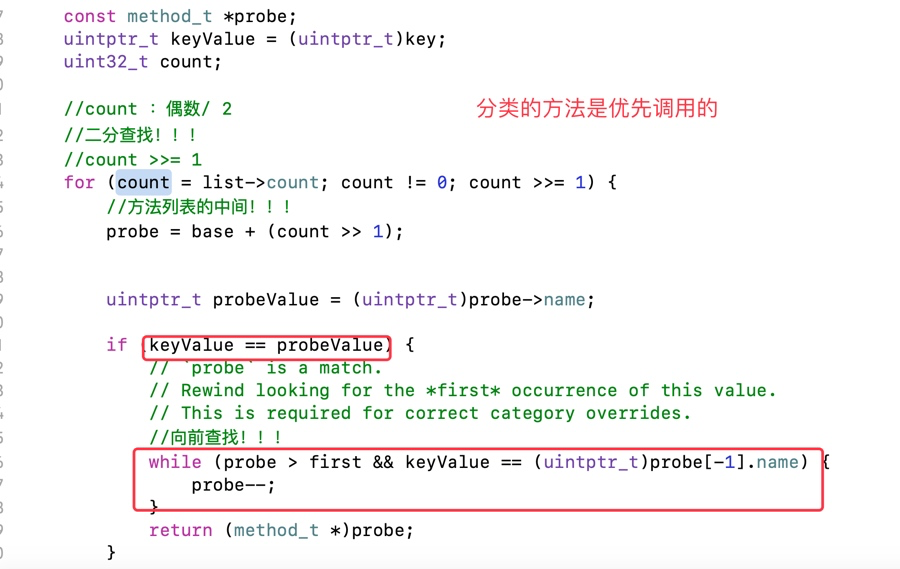 const method_t *probe;
uintptr_t keyValue = (uintptr_t)key;
uint32_t count;
//count : 偶数/ 2
分类的方法是优先调用的
//二分查找！！！
//count >>= 1
for (count = list->count; count != 0; count >>= 1) {
//方法列表的中间！！！
probe = base + (count >> 1);
uintptr_t probeValue = (uintptr_t)probe->name;
if (keyValue == probeValue) {
// `probe` is a match.
// Rewind looking for the *first* occurrence of this value.
// This is required for correct category overrides.
//向前查找！！！
while (probe > first && keyValue == (uintptr_t)probe[-1].name) {
probe--;
}
return (method_t *)probe;
}